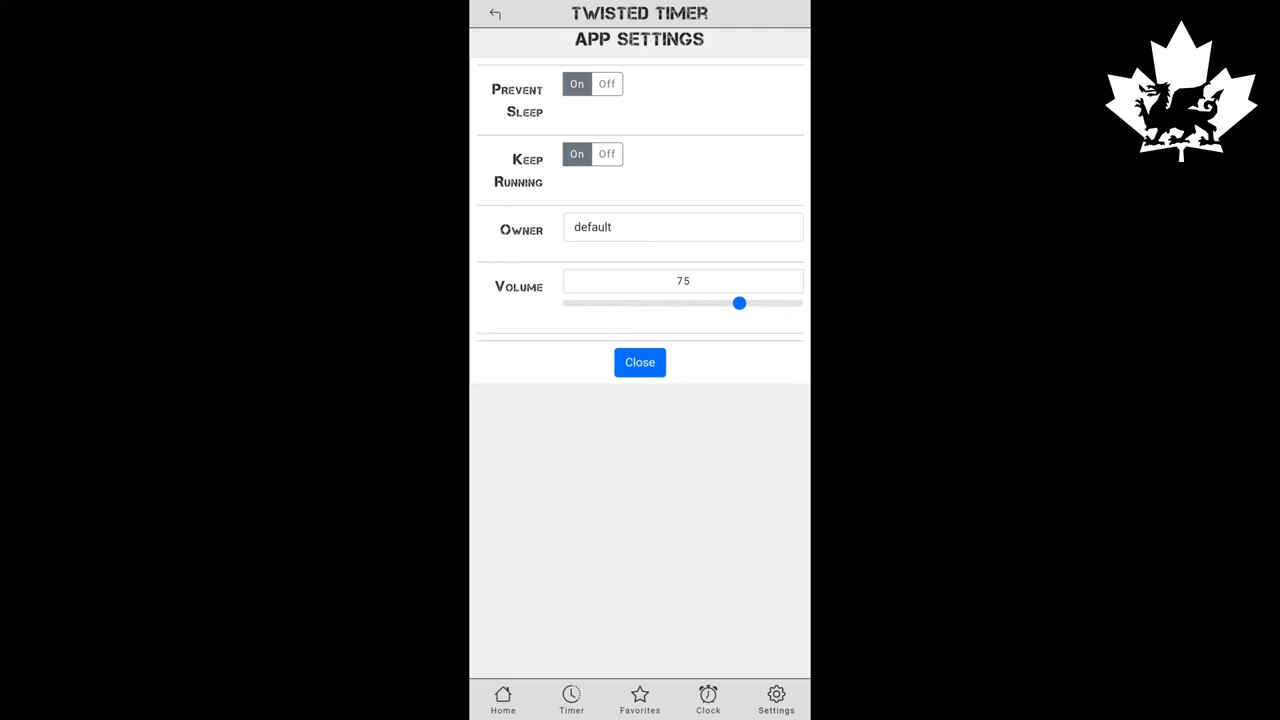 TWISTED TIMER
APP SETTINGS
PREVENT SLEEP
On Off
KEEP RUNNING
On Off
OWNER
default
VOLUME
75
Close
Home Timer Favorites Clock Settings